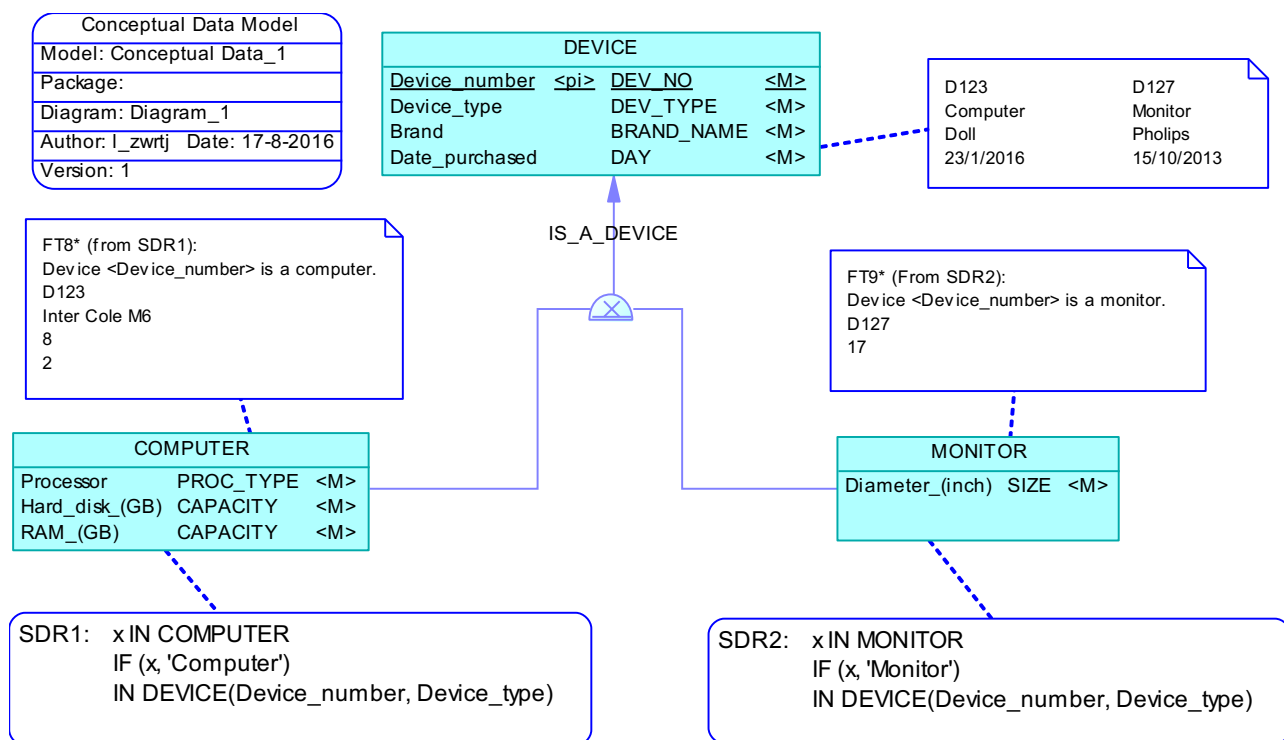 Conceptual Data Model
Model: Conceptual Data_1
Package:
Diagram: Diagram_1
Author: l_zwrtj Date: 17-8-2016
Version: 1
DEVICE
Device_number <pi> DEV_NO <M>
Device_type DEV_TYPE <M>
Brand BRAND_NAME <M>
Date_purchased DAY <M>
D123 D127
Computer Monitor
Doll Pholips
23/1/2016 15/10/2013
IS_A_DEVICE
FT8* (from SDR1):
Device <Device_number> is a computer.
D123
Inter Cole M6
8
2
FT9* (From SDR2):
Device <Device_number> is a monitor.
D127
17
COMPUTER
Processor PROC_TYPE <M>
Hard_disk_(GB) CAPACITY <M>
RAM_(GB) CAPACITY <M>
MONITOR
Diameter_(inch) SIZE <M>
SDR1: x IN COMPUTER
IF (x, 'Computer')
IN DEVICE(Device_number, Device_type)
SDR2: x IN MONITOR
IF (x, 'Monitor')
IN DEVICE(Device_number, Device_type)